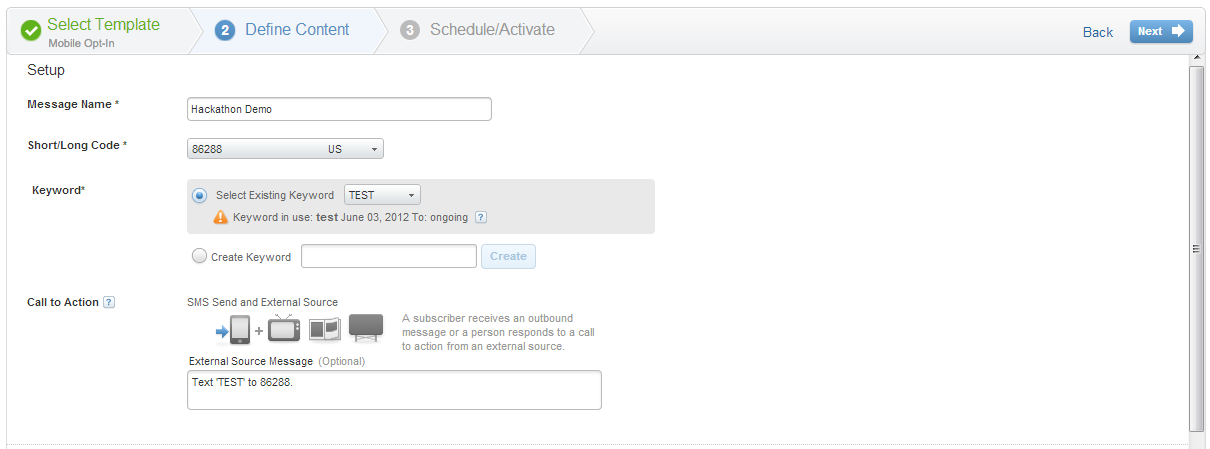 Select Template
Mobile Opt-In
2 Define Content
3 Schedule/Activate
Back
Next
Setup
Message Name *
Hackathon Demo
Short/Long Code *
86288 US
Keyword*
Select Existing Keyword TEST
Keyword in use: test June 03, 2012 To: ongoing ?
Create Keyword
Create
Call to Action ?
SMS Send and External Source
+
A subscriber receives an outbound
message or a person responds to a call
to action from an external source.
External Source Message (Optional)
Text 'TEST' to 86288.